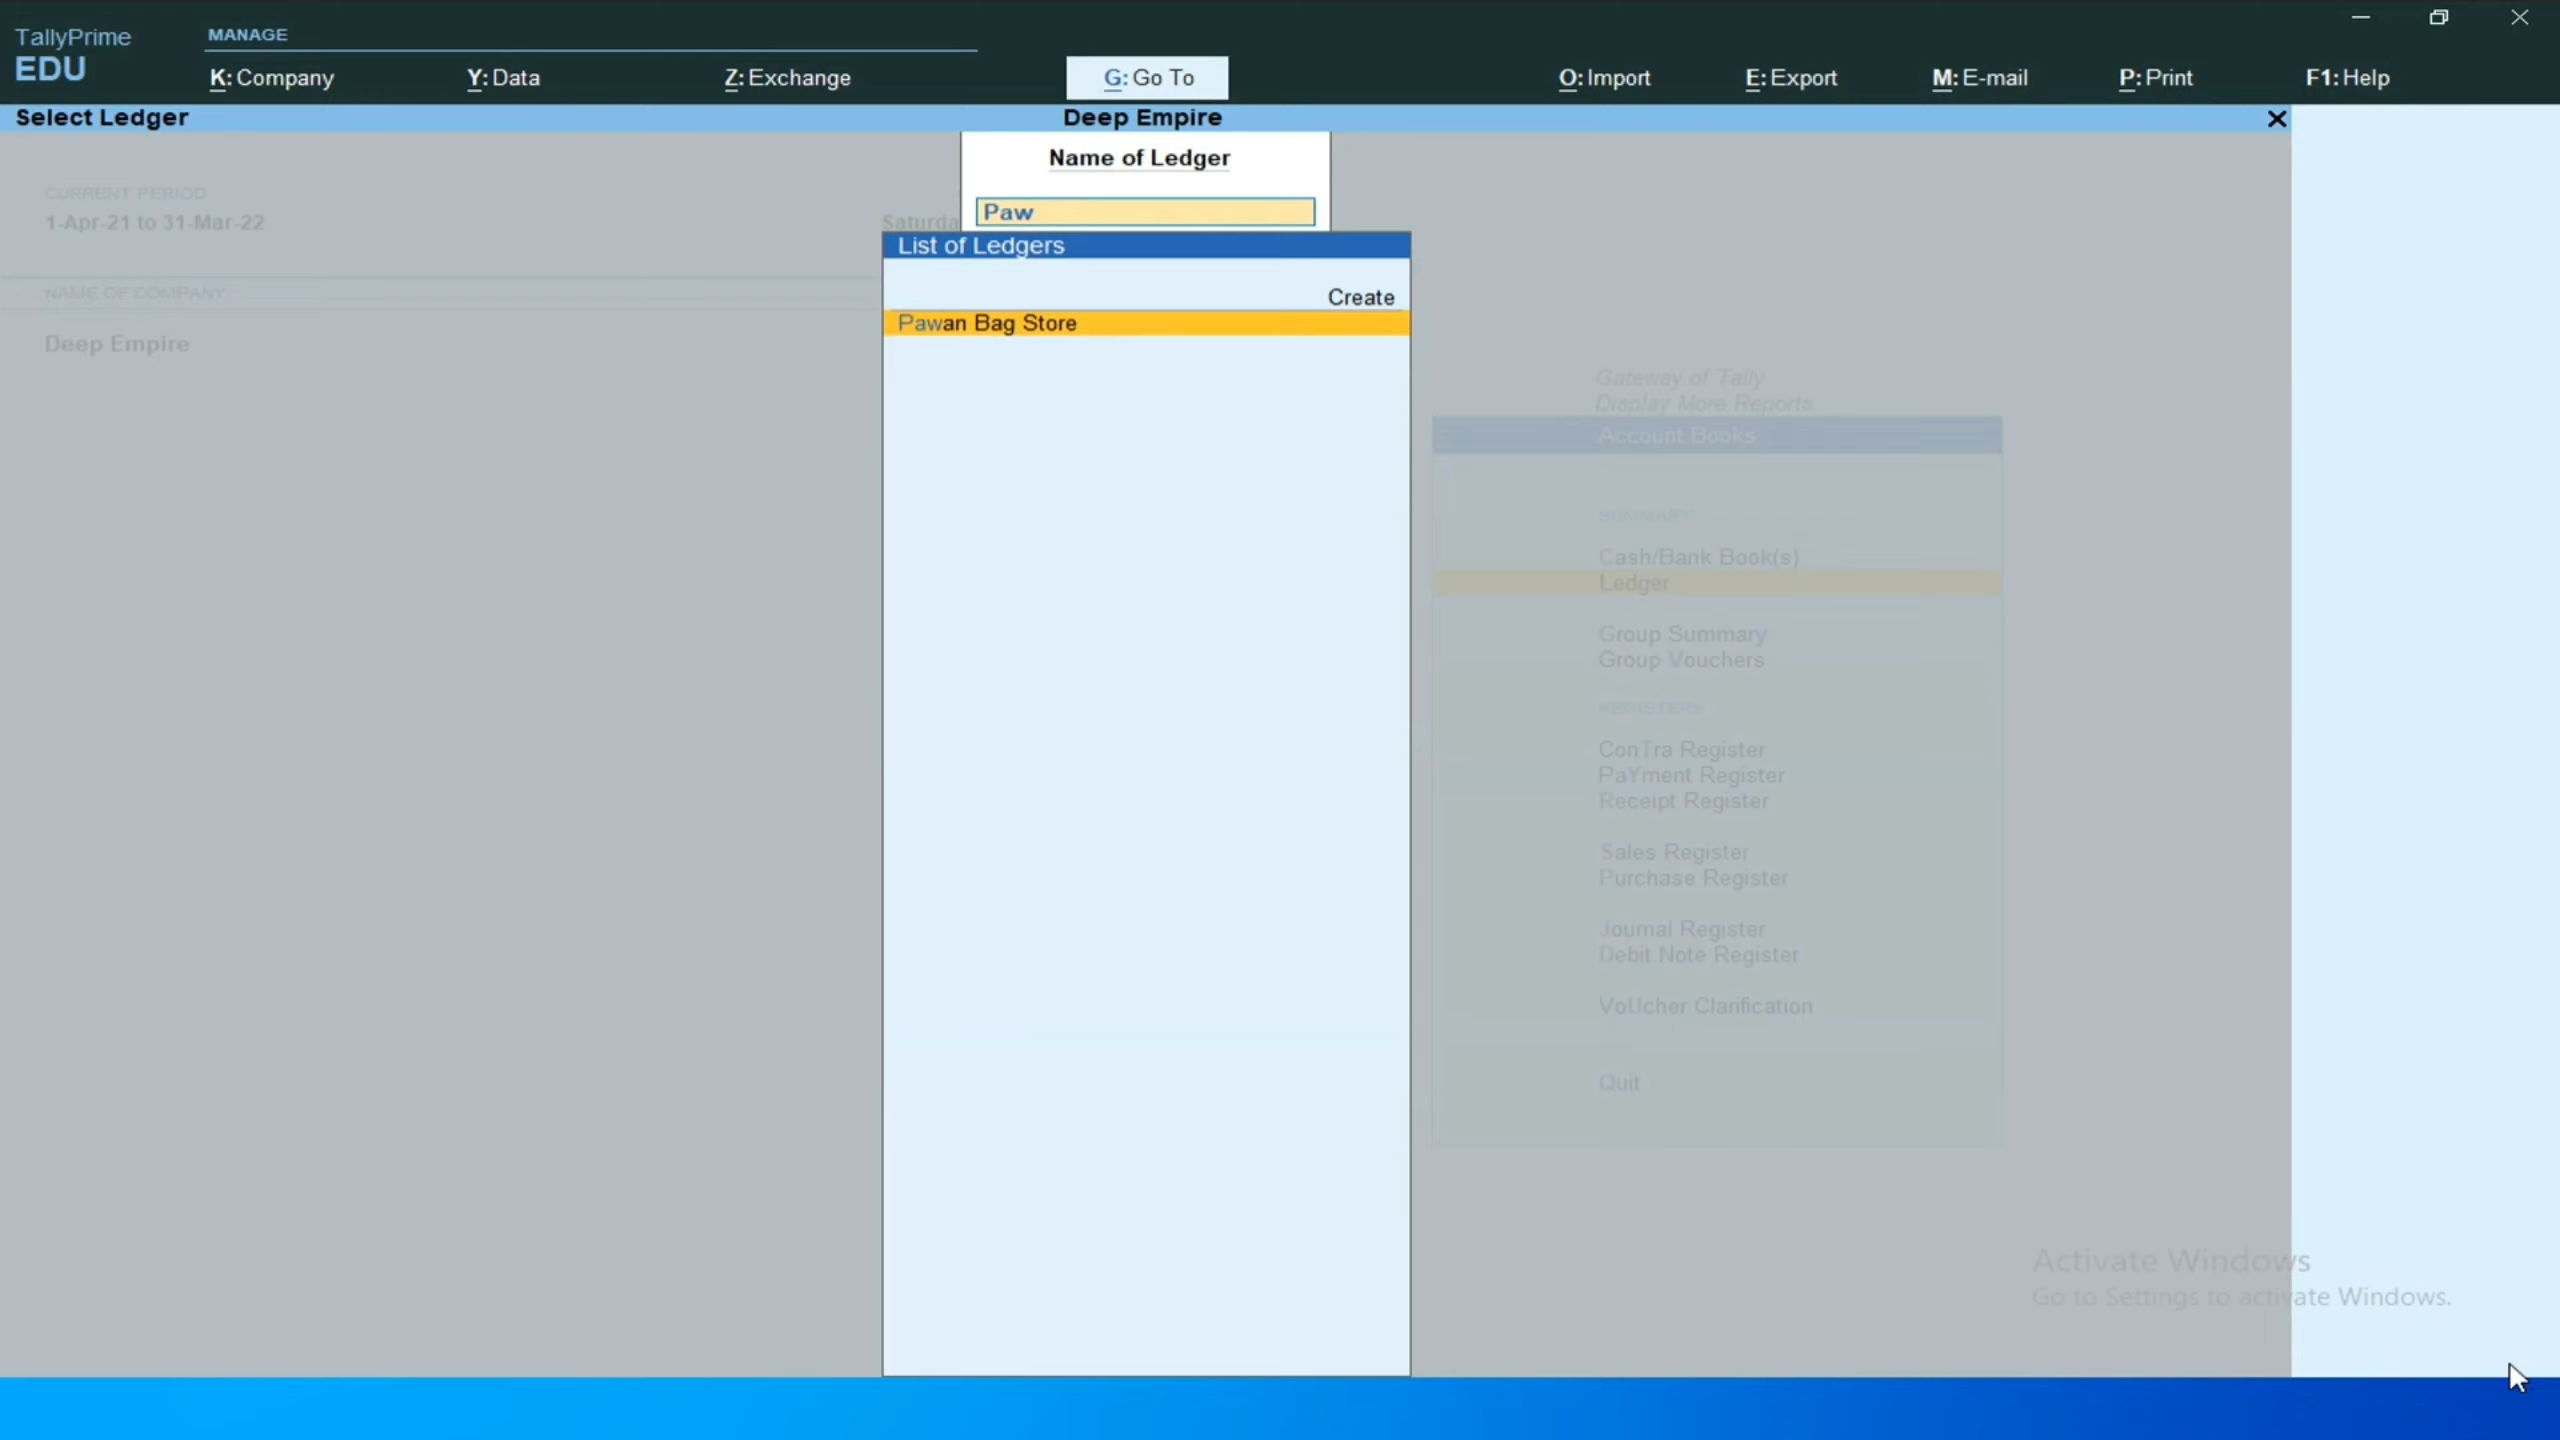 TallyPrime
EDU
MANAGE
K: Company
Y: Data
Z: Exchange
G: Go To
O: Import
E: Export
M: E-mail
P: Print
F1: Help
Select Ledger
Deep Empire
Name of Ledger
Paw
List of Ledgers
Create
Pawan Bag Store
CURRENT PERIOD
1-Apr-21 to 31-Mar-22
Saturda
NAME OF COMPANY
Deep Empire
Gateway of Tally
Display More Reports
Account Books
SUMMARY
Cash/Bank Book(s)
Ledger
Group Summary
Group Vouchers
REGISTERS
ConTra Register
PaYment Register
Receipt Register
Sales Register
Purchase Register
Journal Register
Debit Note Register
VoUcher Clarification
Quit
Activate Windows
Go to Settings to activate Windows.